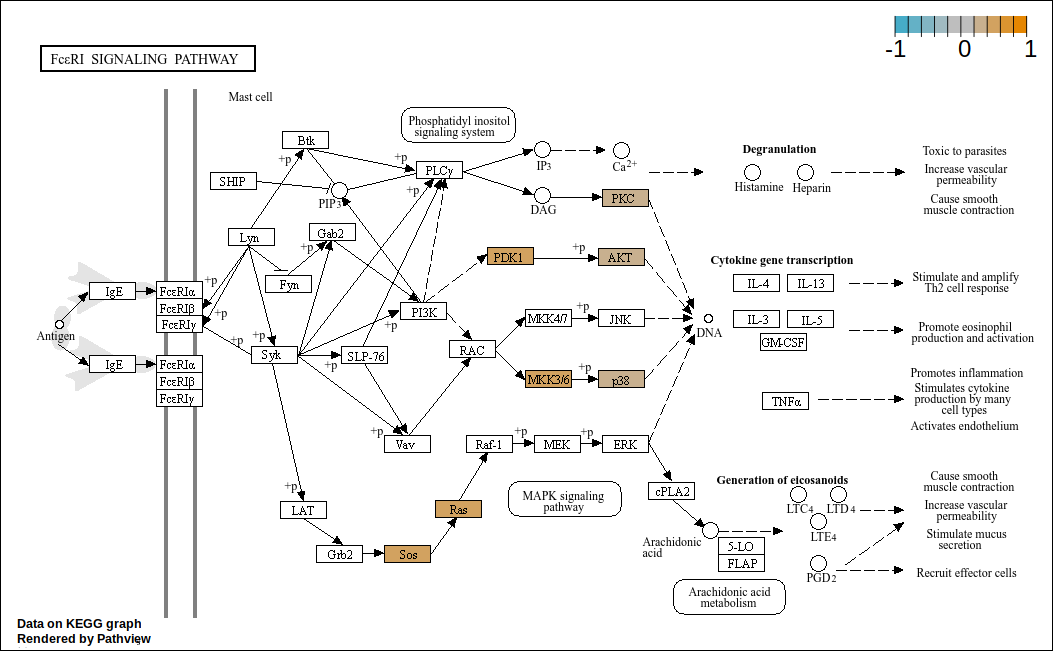 -1 0 1
FcεRI SIGNALING PATHWAY
Mast cell
Phosphatidyl inositol
signaling system
Btk
+p
+p
PLCγ
+p
IP3
Ca2+
SHIP
PIP3
DAG
PKC
Degranulation
Histamine
Heparin
Toxic to parasites
Increase vascular
permeability
Cause smooth
muscle contraction
Lyn
Gab2
+p
Fyn
PDK1
+p
AKT
Cytokine gene transcription
IL-4
IL-13
Stimulate and amplify
Th2 cell response
IL-3
IL-5
GM-CSF
Promote eosinophil
production and activation
IgE
FcεRIα
FcεRIβ
FcεRIγ
+p
+p
Antigen
IgE
FcεRIα
FcεRIβ
FcεRIγ
+p
+p
Syk
+p
SLP-76
PI3K
+p
RAC
MKK4/7
JNK
DNA
MKK3/6
+p
p38
Promotes inflammation
Stimulates cytokine
production by many
cell types
Activates endothelium
TNFα
+p
Vav
Raf-1
+p
MEK
+p
ERK
+p
LAT
Grb2
Sos
Ras
MAPK signaling
pathway
cPLA2
Generation of eicosanoids
LTC4
LTD4
LTE4
PGD2
Arachidonic
acid
5-LO
FLAP
Arachidonic acid
metabolism
Cause smooth
muscle contraction
Increase vascular
permeability
Stimulate mucus
secretion
Recruit effector cells
Data on KEGG graph
Rendered by Pathview